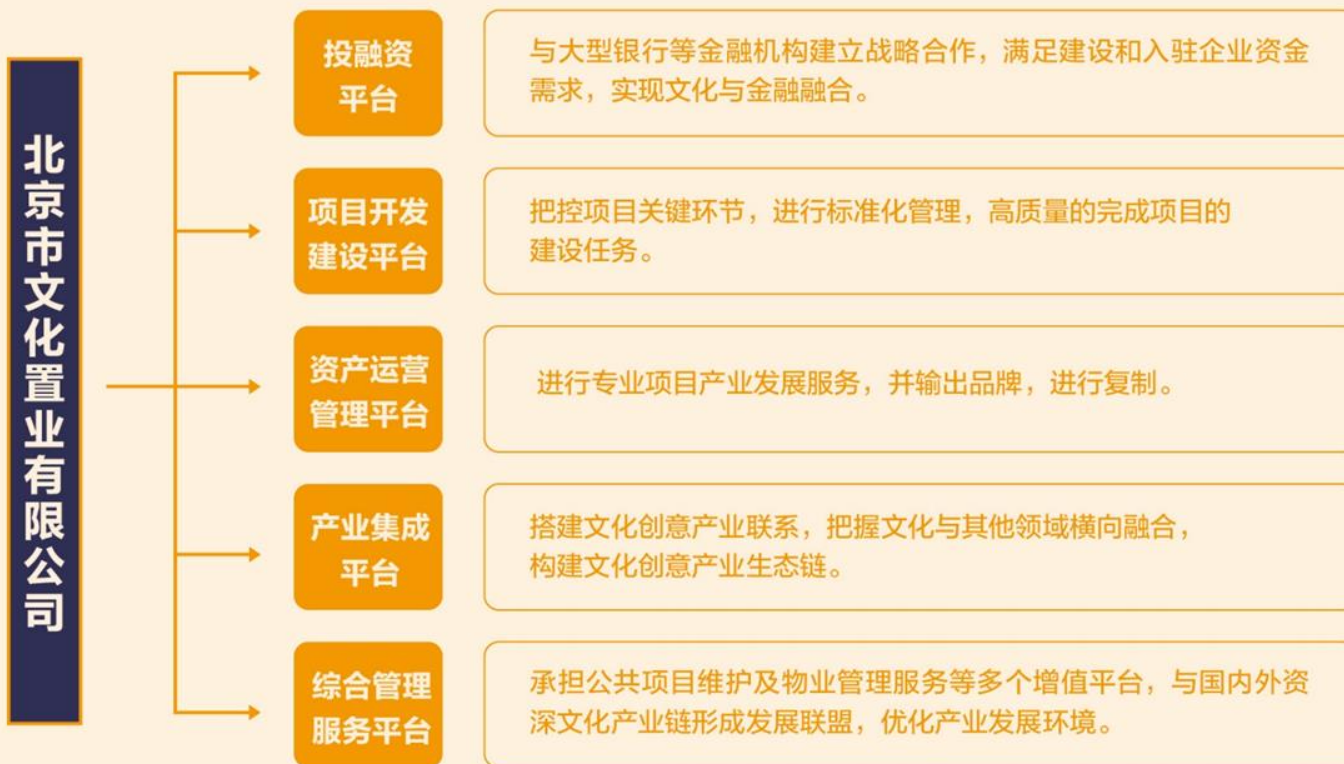 北京市文化置业有限公司
投融资
平台
与大型银行等金融机构建立战略合作，满足建设和入驻企业资金
需求，实现文化与金融融合。
项目开发
建设平台
把控项目关键环节，进行标准化管理，高质量的完成项目的
建设任务。
资产运营
管理平台
进行专业项目产业发展服务，并输出品牌，进行复制。
产业集成
平台
搭建文化创意产业联系，把握文化与其他领域横向融合，
构建文化创意产业生态链。
综合管理
服务平台
承担公共项目维护及物业管理服务等多个增值平台，与国内外资
深文化产业链形成发展联盟，优化产业发展环境。